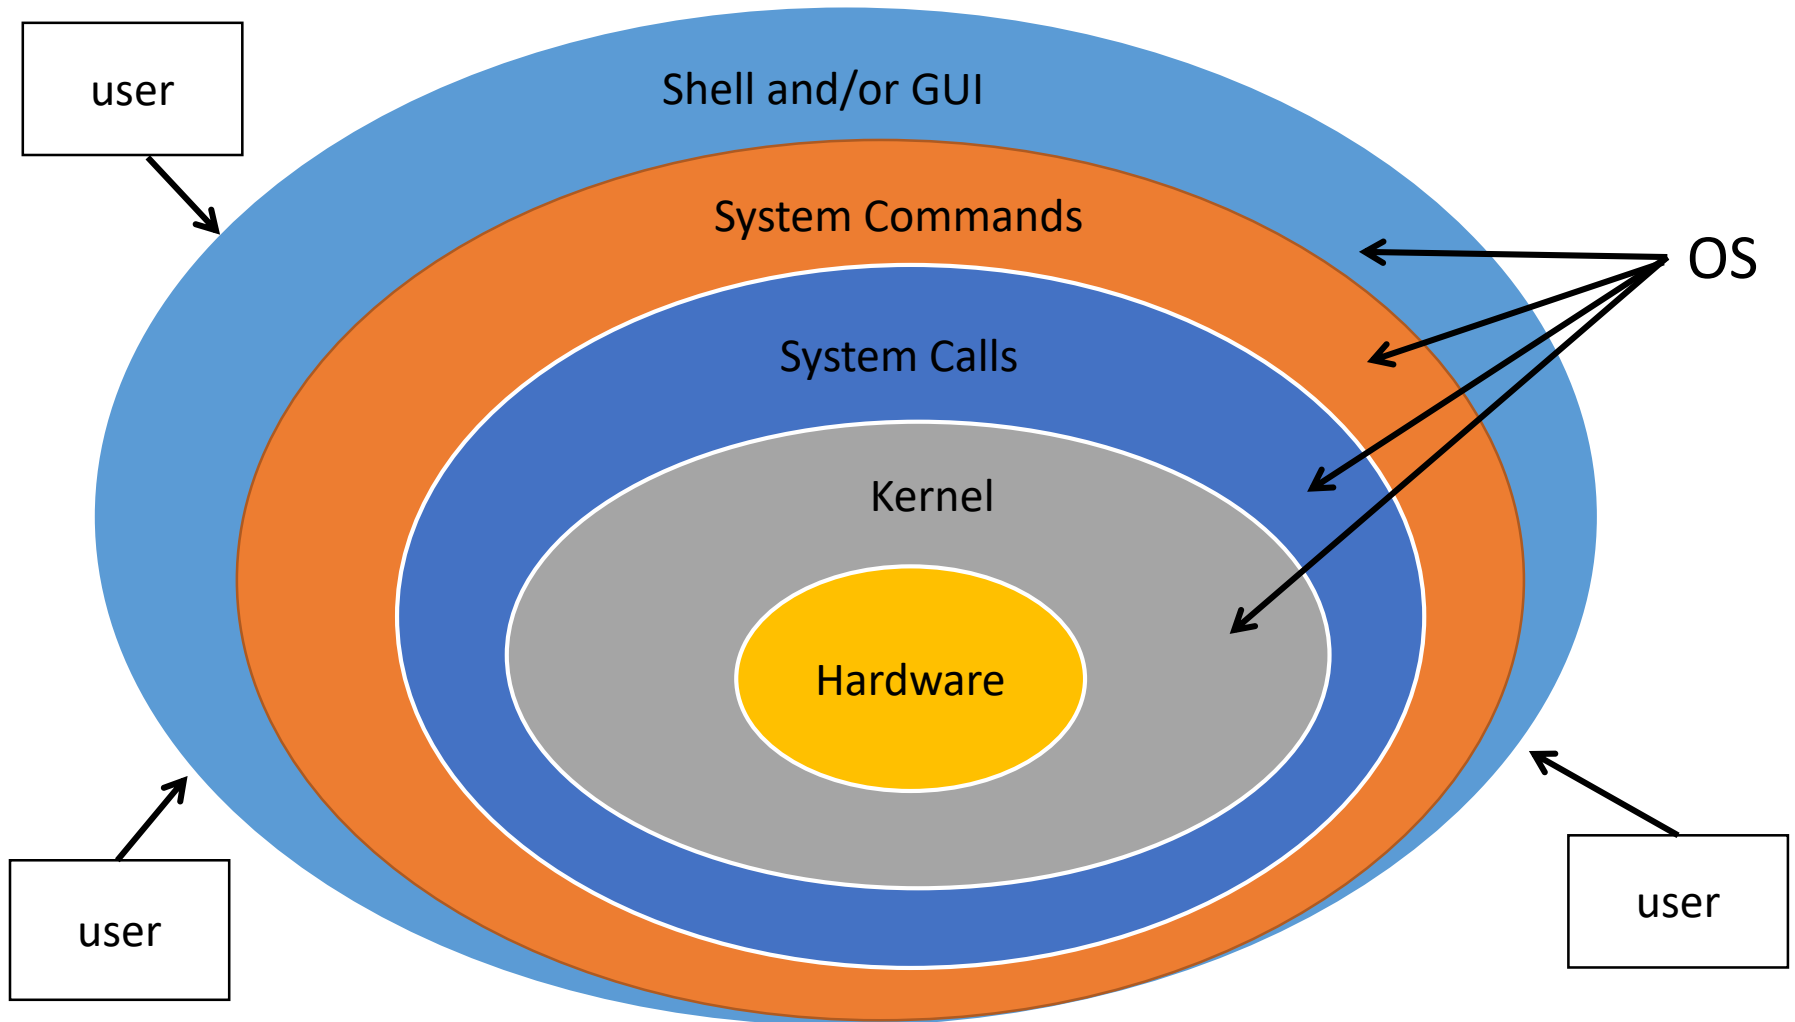 user
Shell and/or GUI
System Commands
OS
System Calls
Kernel
Hardware
user
user